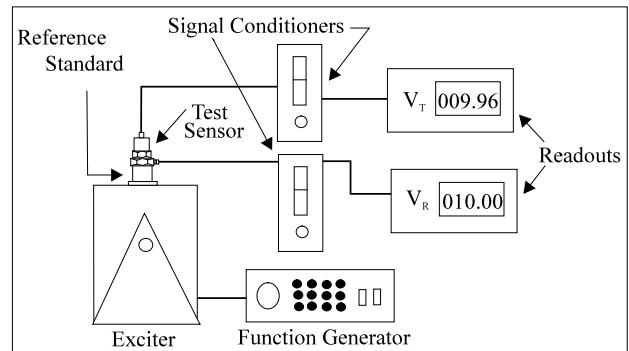 Signal Conditioners
Reference
Standard
Test
Sensor
V_T 009.96
Readouts
V_R 010.00
Exciter
Function Generator